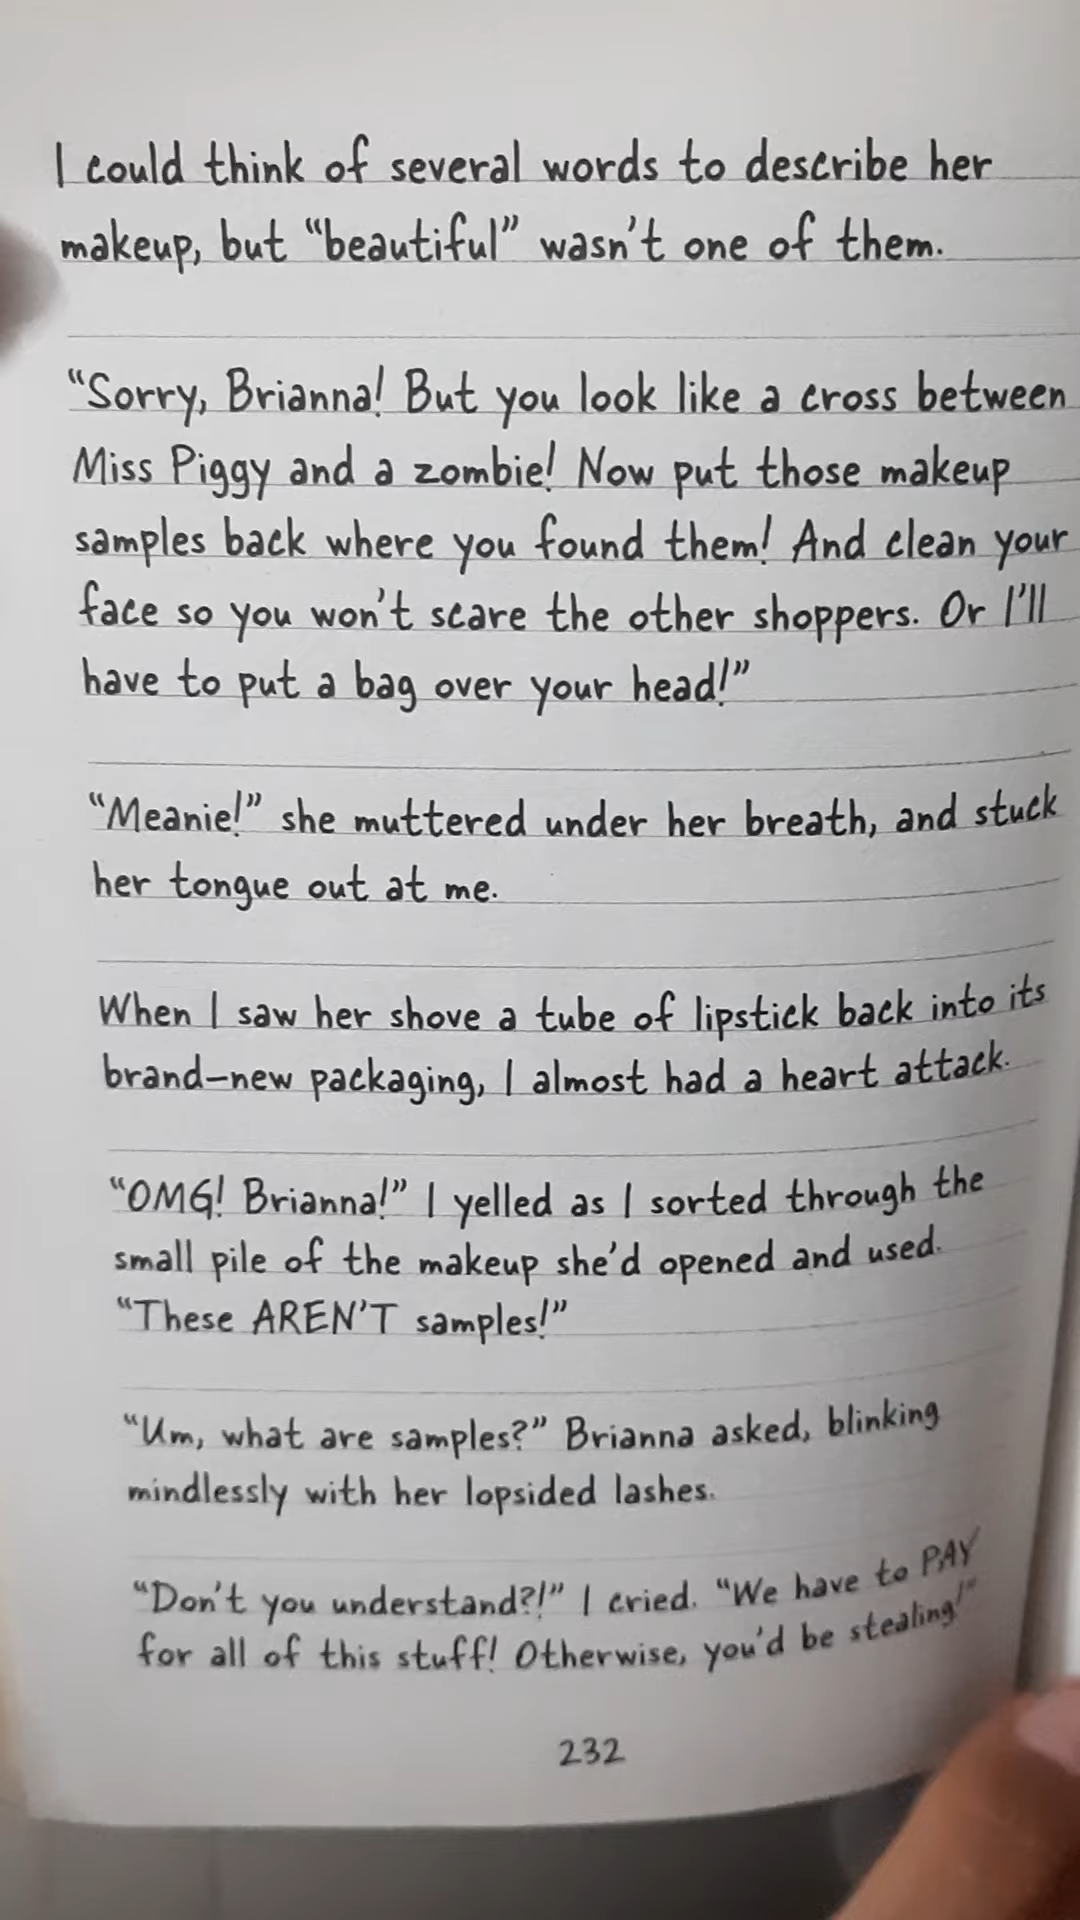 I could think of several words to describe her
makeup, but “beautiful” wasn't one of them.
“Sorry, Brianna! But you look like a cross between
Miss Piggy and a zombie! Now put those makeup
samples back where you found them! And clean your
face so you won't scare the other shoppers. Or I'll
have to put a bag over your head!”
“Meanie!” she muttered under her breath, and stuck
her tongue out at me.
When I saw her shove a tube of lipstick back into its
brand-new packaging, I almost had a heart attack.
“OMG! Brianna!” I yelled as I sorted through the
small pile of the makeup she'd opened and used.
“These AREN'T samples!”
“Um, what are samples?” Brianna asked, blinking
mindlessly with her lopsided lashes.
“Don't you understand?!” I cried. “We have to PAY
for all of this stuff! Otherwise, you'd be stealing!”
232